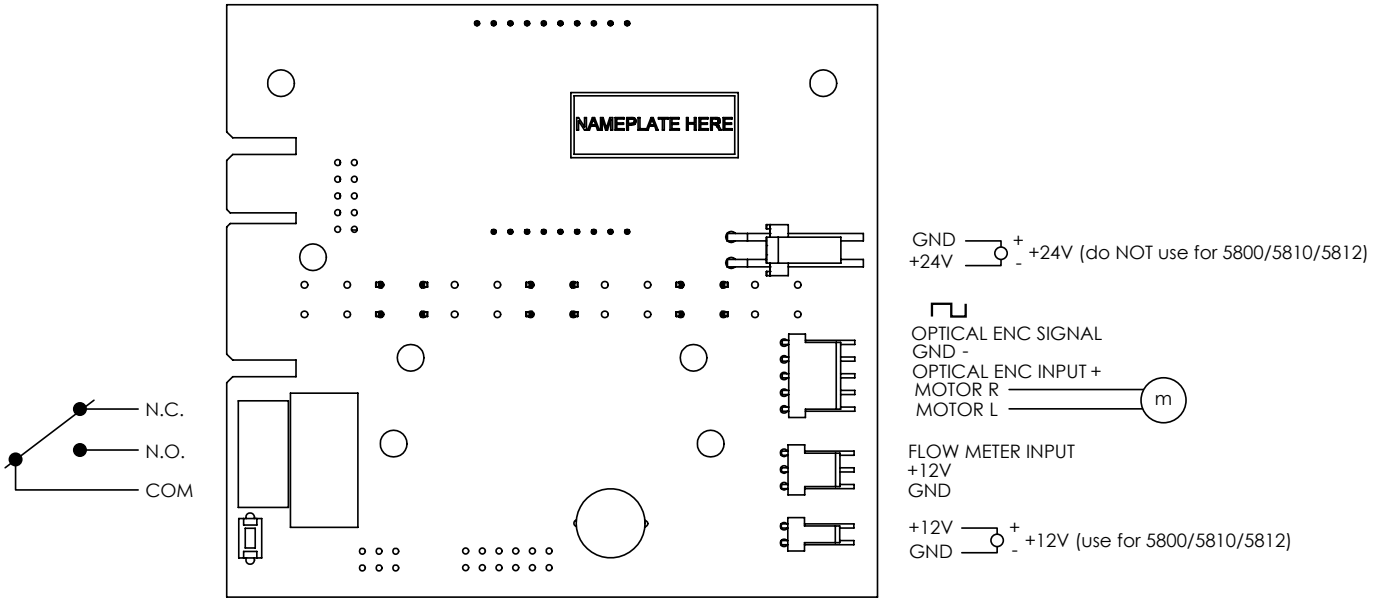 NAMEPLATE HERE
GND +
+24V - +24V (do NOT use for 5800/5810/5812)
OPTICAL ENC SIGNAL
GND -
OPTICAL ENC INPUT +
MOTOR R
MOTOR L
m
N.C.
N.O.
COM
FLOW METER INPUT
+12V
GND
+12V +
GND - +12V (use for 5800/5810/5812)